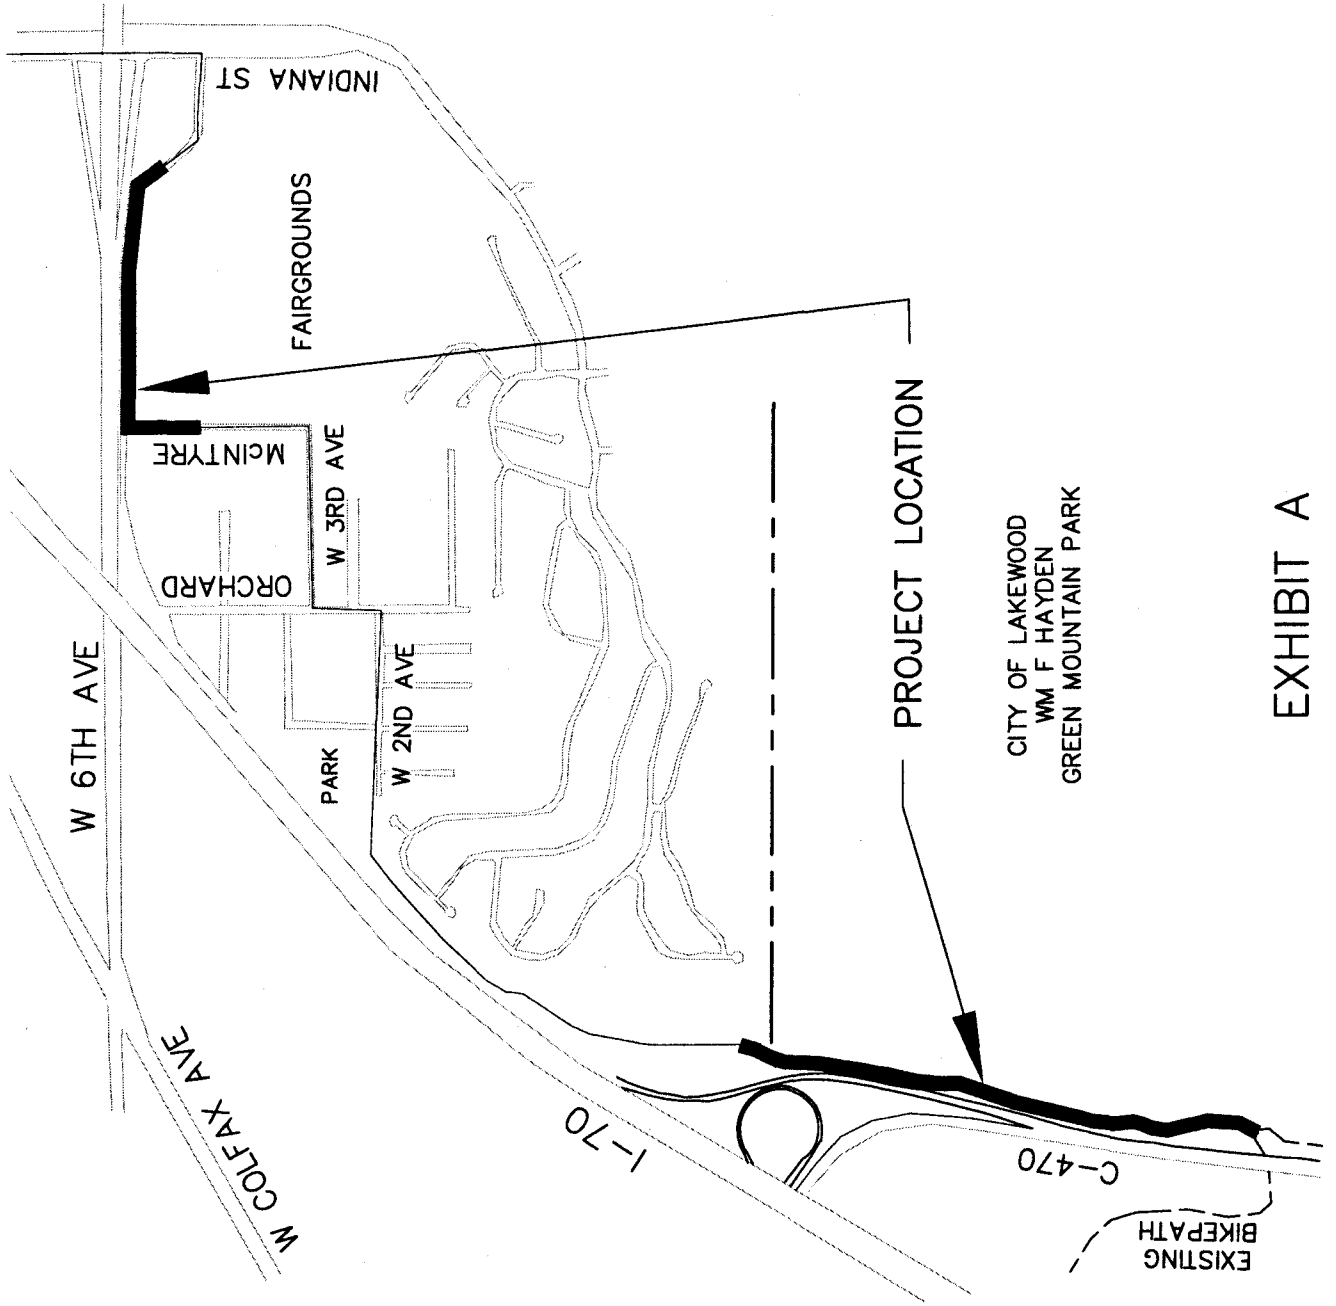 W 6TH AVE
INDIANA ST
FAIRGROUNDS
McINTYRE
W 3RD AVE
ORCHARD
W 2ND AVE
PARK
W COLFAX AVE
I-70
C-470
EXISTING
BIKEPATH
PROJECT LOCATION
CITY OF LAKEWOOD
WM F HAYDEN
GREEN MOUNTAIN PARK
EXHIBIT A